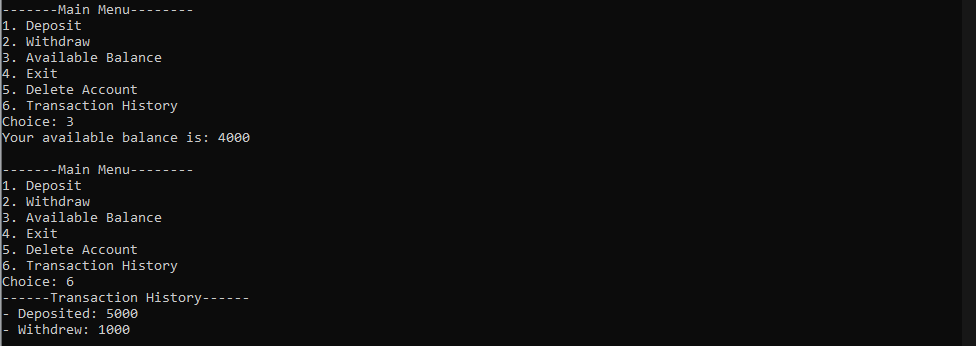 -------Main Menu--------
1. Deposit
2. Withdraw
3. Available Balance
4. Exit
5. Delete Account
6. Transaction History
Choice: 3
Your available balance is: 4000
-------Main Menu--------
1. Deposit
2. Withdraw
3. Available Balance
4. Exit
5. Delete Account
6. Transaction History
Choice: 6
------Transaction History------
- Deposited: 5000
- Withdrew: 1000